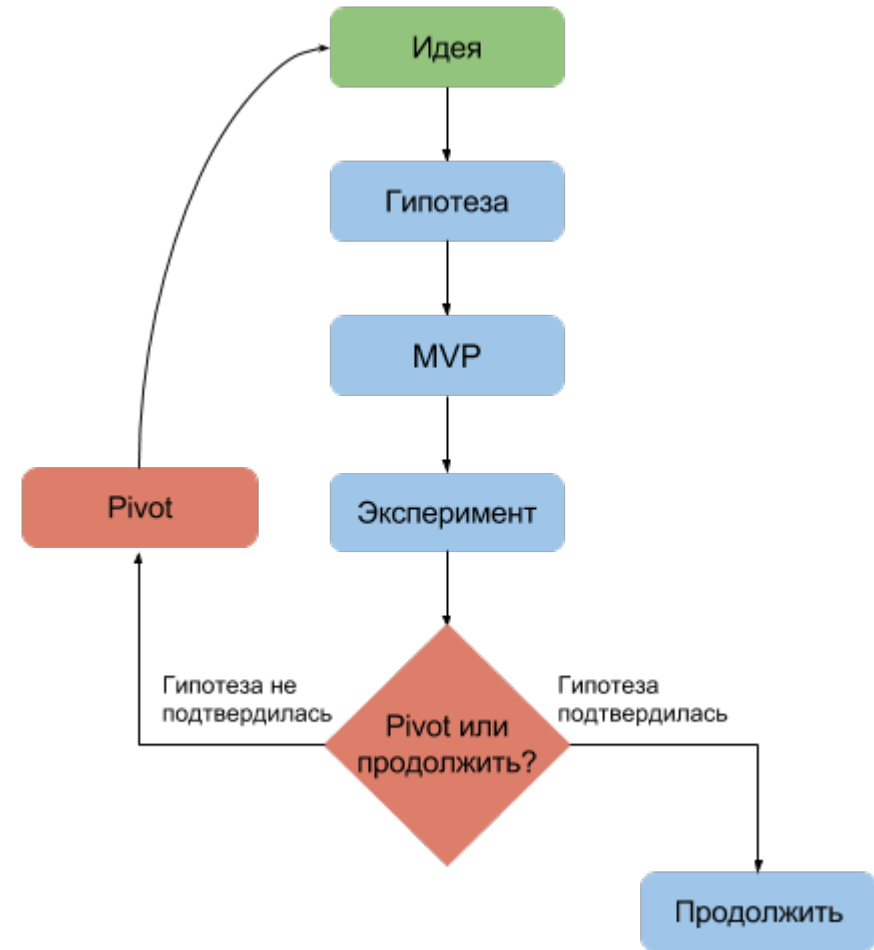 Идея
Гипотеза
MVP
Эксперимент
Pivot
Гипотеза не
подтвердилась
Pivot или
продолжить?
Гипотеза
подтвердилась
Продолжить